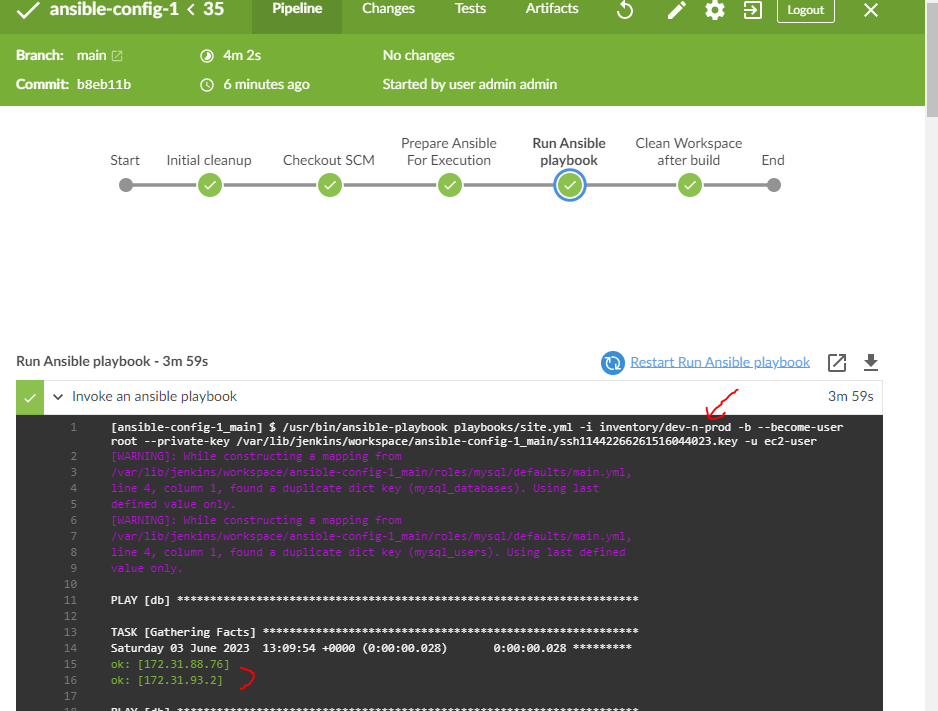 ansible-config-1 < 35
Pipeline Changes Tests Artifacts Logout
Branch: main 4m 2s No changes
Commit: b8eb11b 6 minutes ago Started by user admin admin
Start
Initial cleanup
Checkout SCM
Prepare Ansible
For Execution
Run Ansible
playbook
Clean Workspace
after build
End
Run Ansible playbook - 3m 59s Restart Run Ansible playbook
Invoke an ansible playbook 3m 59s
1 [ansible-config-1_main] $ /usr/bin/ansible-playbook playbooks/site.yml -i inventory/dev-n-prod -b --become-user
root --private-key /var/lib/jenkins/workspace/ansible-config-1_main/ssh11442266261516044023.key -u ec2-user
2 [WARNING]: While constructing a mapping from
3 /var/lib/jenkins/workspace/ansible-config-1_main/roles/mysql/defaults/main.yml,
4 line 4, column 1, found a duplicate dict key (mysql_databases). Using last
5 defined value only.
6 [WARNING]: While constructing a mapping from
7 /var/lib/jenkins/workspace/ansible-config-1_main/roles/mysql/defaults/main.yml,
8 line 4, column 1, found a duplicate dict key (mysql_users). Using last defined
9 value only.
10
11 PLAY [db] **********************************************************************
12
13 TASK [Gathering Facts] *********************************************************
14 Saturday 03 June 2023  13:09:54 +0000 (0:00:00.028)       0:00:00.028 *********
15 ok: [172.31.88.76]
16 ok: [172.31.93.2]
17
18 PLAY [db] **********************************************************************